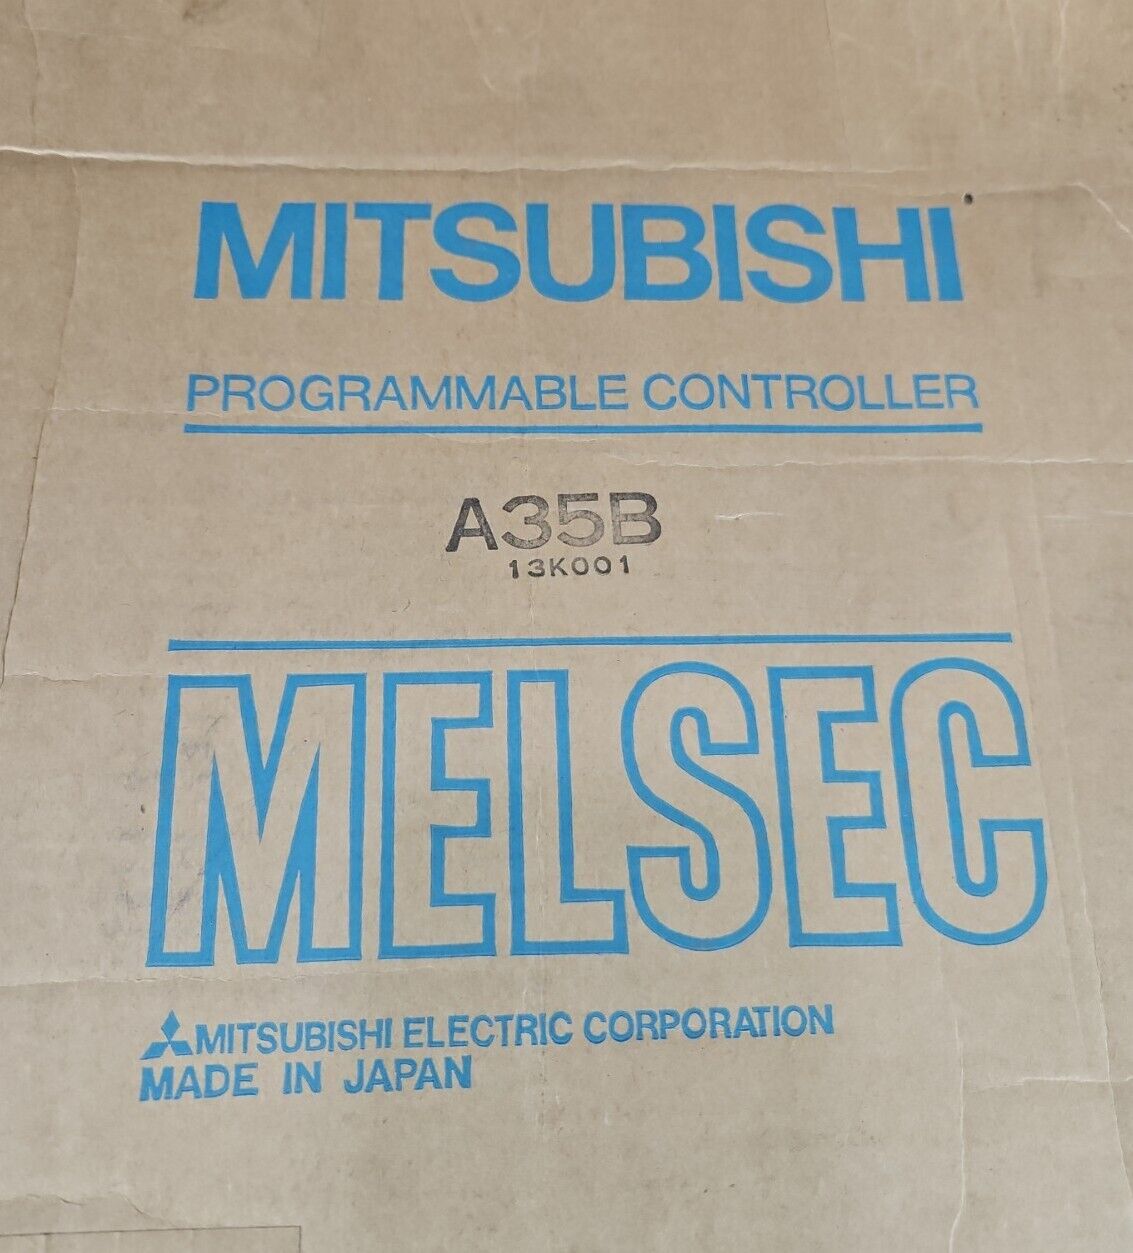 MITSUBISHI
PROGRAMMABLE CONTROLLER
A35B
13K001
MELSEC
MITSUBISHI ELECTRIC CORPORATION
MADE IN JAPAN